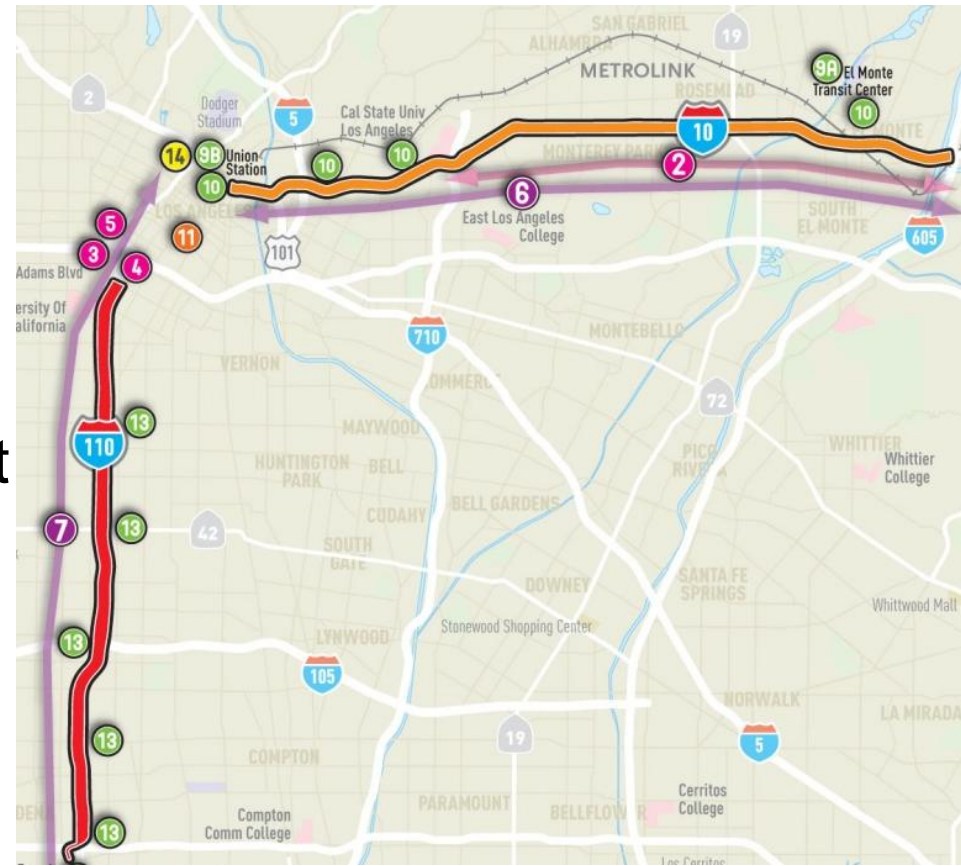 SAN GABRIEL
ALHAMBRA
19
METROLINK
9A El Monte
Transit Center
ROSEMEAD
2
Dodger
Stadium
5
Cal State Univ
Los Angeles
10
10
10
14
9B
Union
Station
10
10
MONTEREY PARK
2
LOS ANGELES
6
5
11
East Los Angeles
College
SOUTH
EL MONTE
605
3
4
101
Adams Blvd
ersity Of
alifornia
710
MONTEBELLO
VERNON
72
13
MAYWOOD
110
t
HUNTINGTON
PARK
BELL
PICO
WHITTIER
Whittier
College
CUDAHY
BELL GARDENS
7
13
42
SOUTH
GATE
DOWNEY
SANTA FE
SPRINGS
Whittwood Mall
Stonewood Shopping Center
13
LYNWOOD
105
NORWALK
LA MIRADA
13
19
5
COMPTON
PARAMOUNT
BELLFLOWER
Cerritos
College
13
Compton
Comm College
Los Cerritos